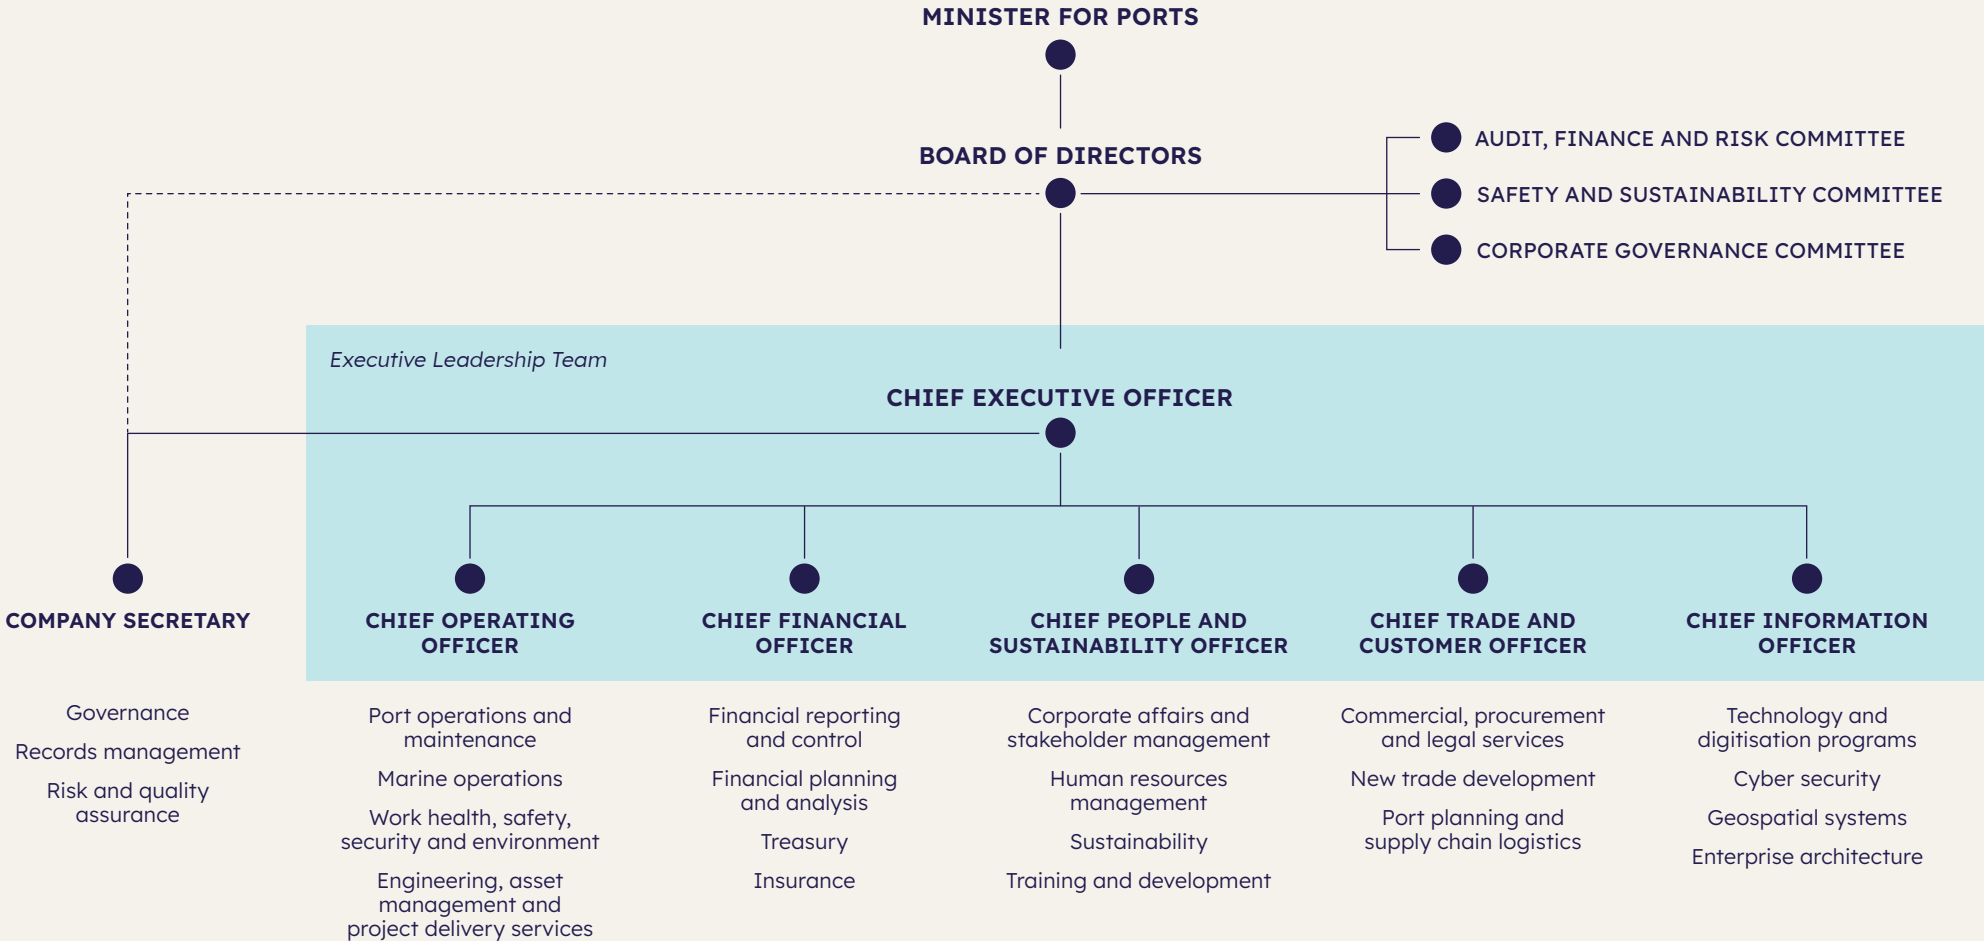 MINISTER FOR PORTS
BOARD OF DIRECTORS
AUDIT, FINANCE AND RISK COMMITTEE
SAFETY AND SUSTAINABILITY COMMITTEE
CORPORATE GOVERNANCE COMMITTEE
Executive Leadership Team
CHIEF EXECUTIVE OFFICER
COMPANY SECRETARY
Governance
Records management
Risk and quality
assurance
CHIEF OPERATING
OFFICER
Port operations and
maintenance
Marine operations
Work health, safety,
security and environment
Engineering, asset
management and
project delivery services
CHIEF FINANCIAL
OFFICER
Financial reporting
and control
Financial planning
and analysis
Treasury
Insurance
CHIEF PEOPLE AND
SUSTAINABILITY OFFICER
Corporate affairs and
stakeholder management
Human resources
management
Sustainability
Training and development
CHIEF TRADE AND
CUSTOMER OFFICER
Commercial, procurement
and legal services
New trade development
Port planning and
supply chain logistics
CHIEF INFORMATION
OFFICER
Technology and
digitisation programs
Cyber security
Geospatial systems
Enterprise architecture